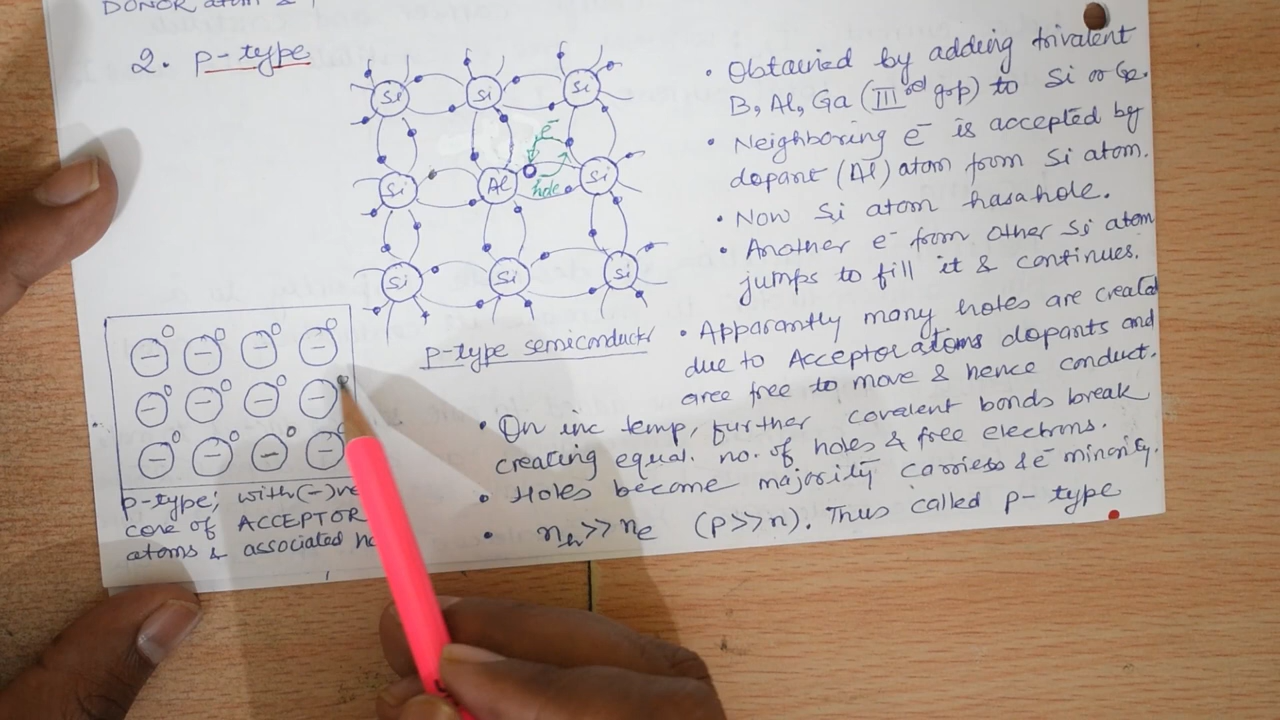 DONOR atom &
2. p-type
Si Si Si
e-
Si Al hole Si
Si Si Si
p-type semiconductr
p-type; with (-)ve
core of ACCEPTOR
atoms & associated
• Obtained by adding trivalent
B, Al, Ga (IIIrd grp) to Si or Ge.
• Neighboring e- is accepted by
dopant (Al) atom from Si atom.
• Now Si atom has a hole.
• Another e- from other Si atom
jumps to fill it & continues.
• Apparantly many holes are created
due to Acceptor atoms dopants and
are free to move & hence conduct.
• On inc temp, further covalent bonds break
creating equal. no. of holes & free electrons.
• Holes become majority carriers & e- minority.
• nh >> ne (p>>n). Thus called p-type